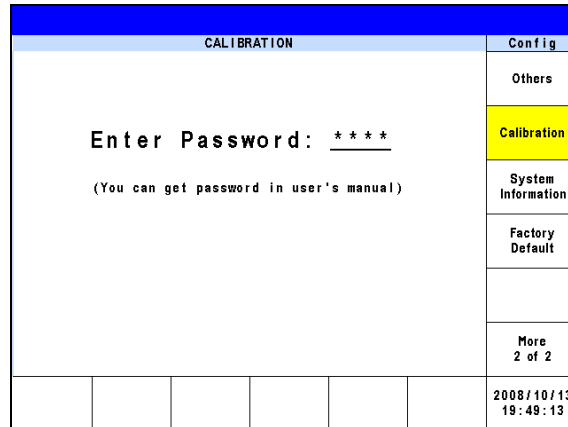 CALIBRATION
Config
Others
Enter Password: ****
Calibration
(You can get password in user's manual)
System
Information
Factory
Default
More
2 of 2
2008/10/13
19:49:13